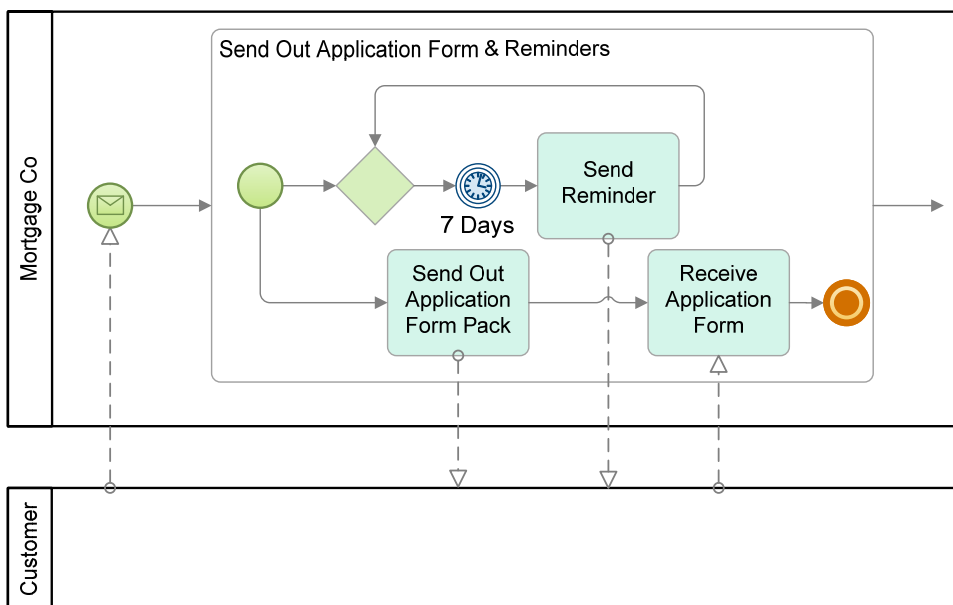 Mortgage Co
Send Out Application Form & Reminders
7 Days
Send
Reminder
Send Out
Application
Form Pack
Receive
Application
Form
Customer